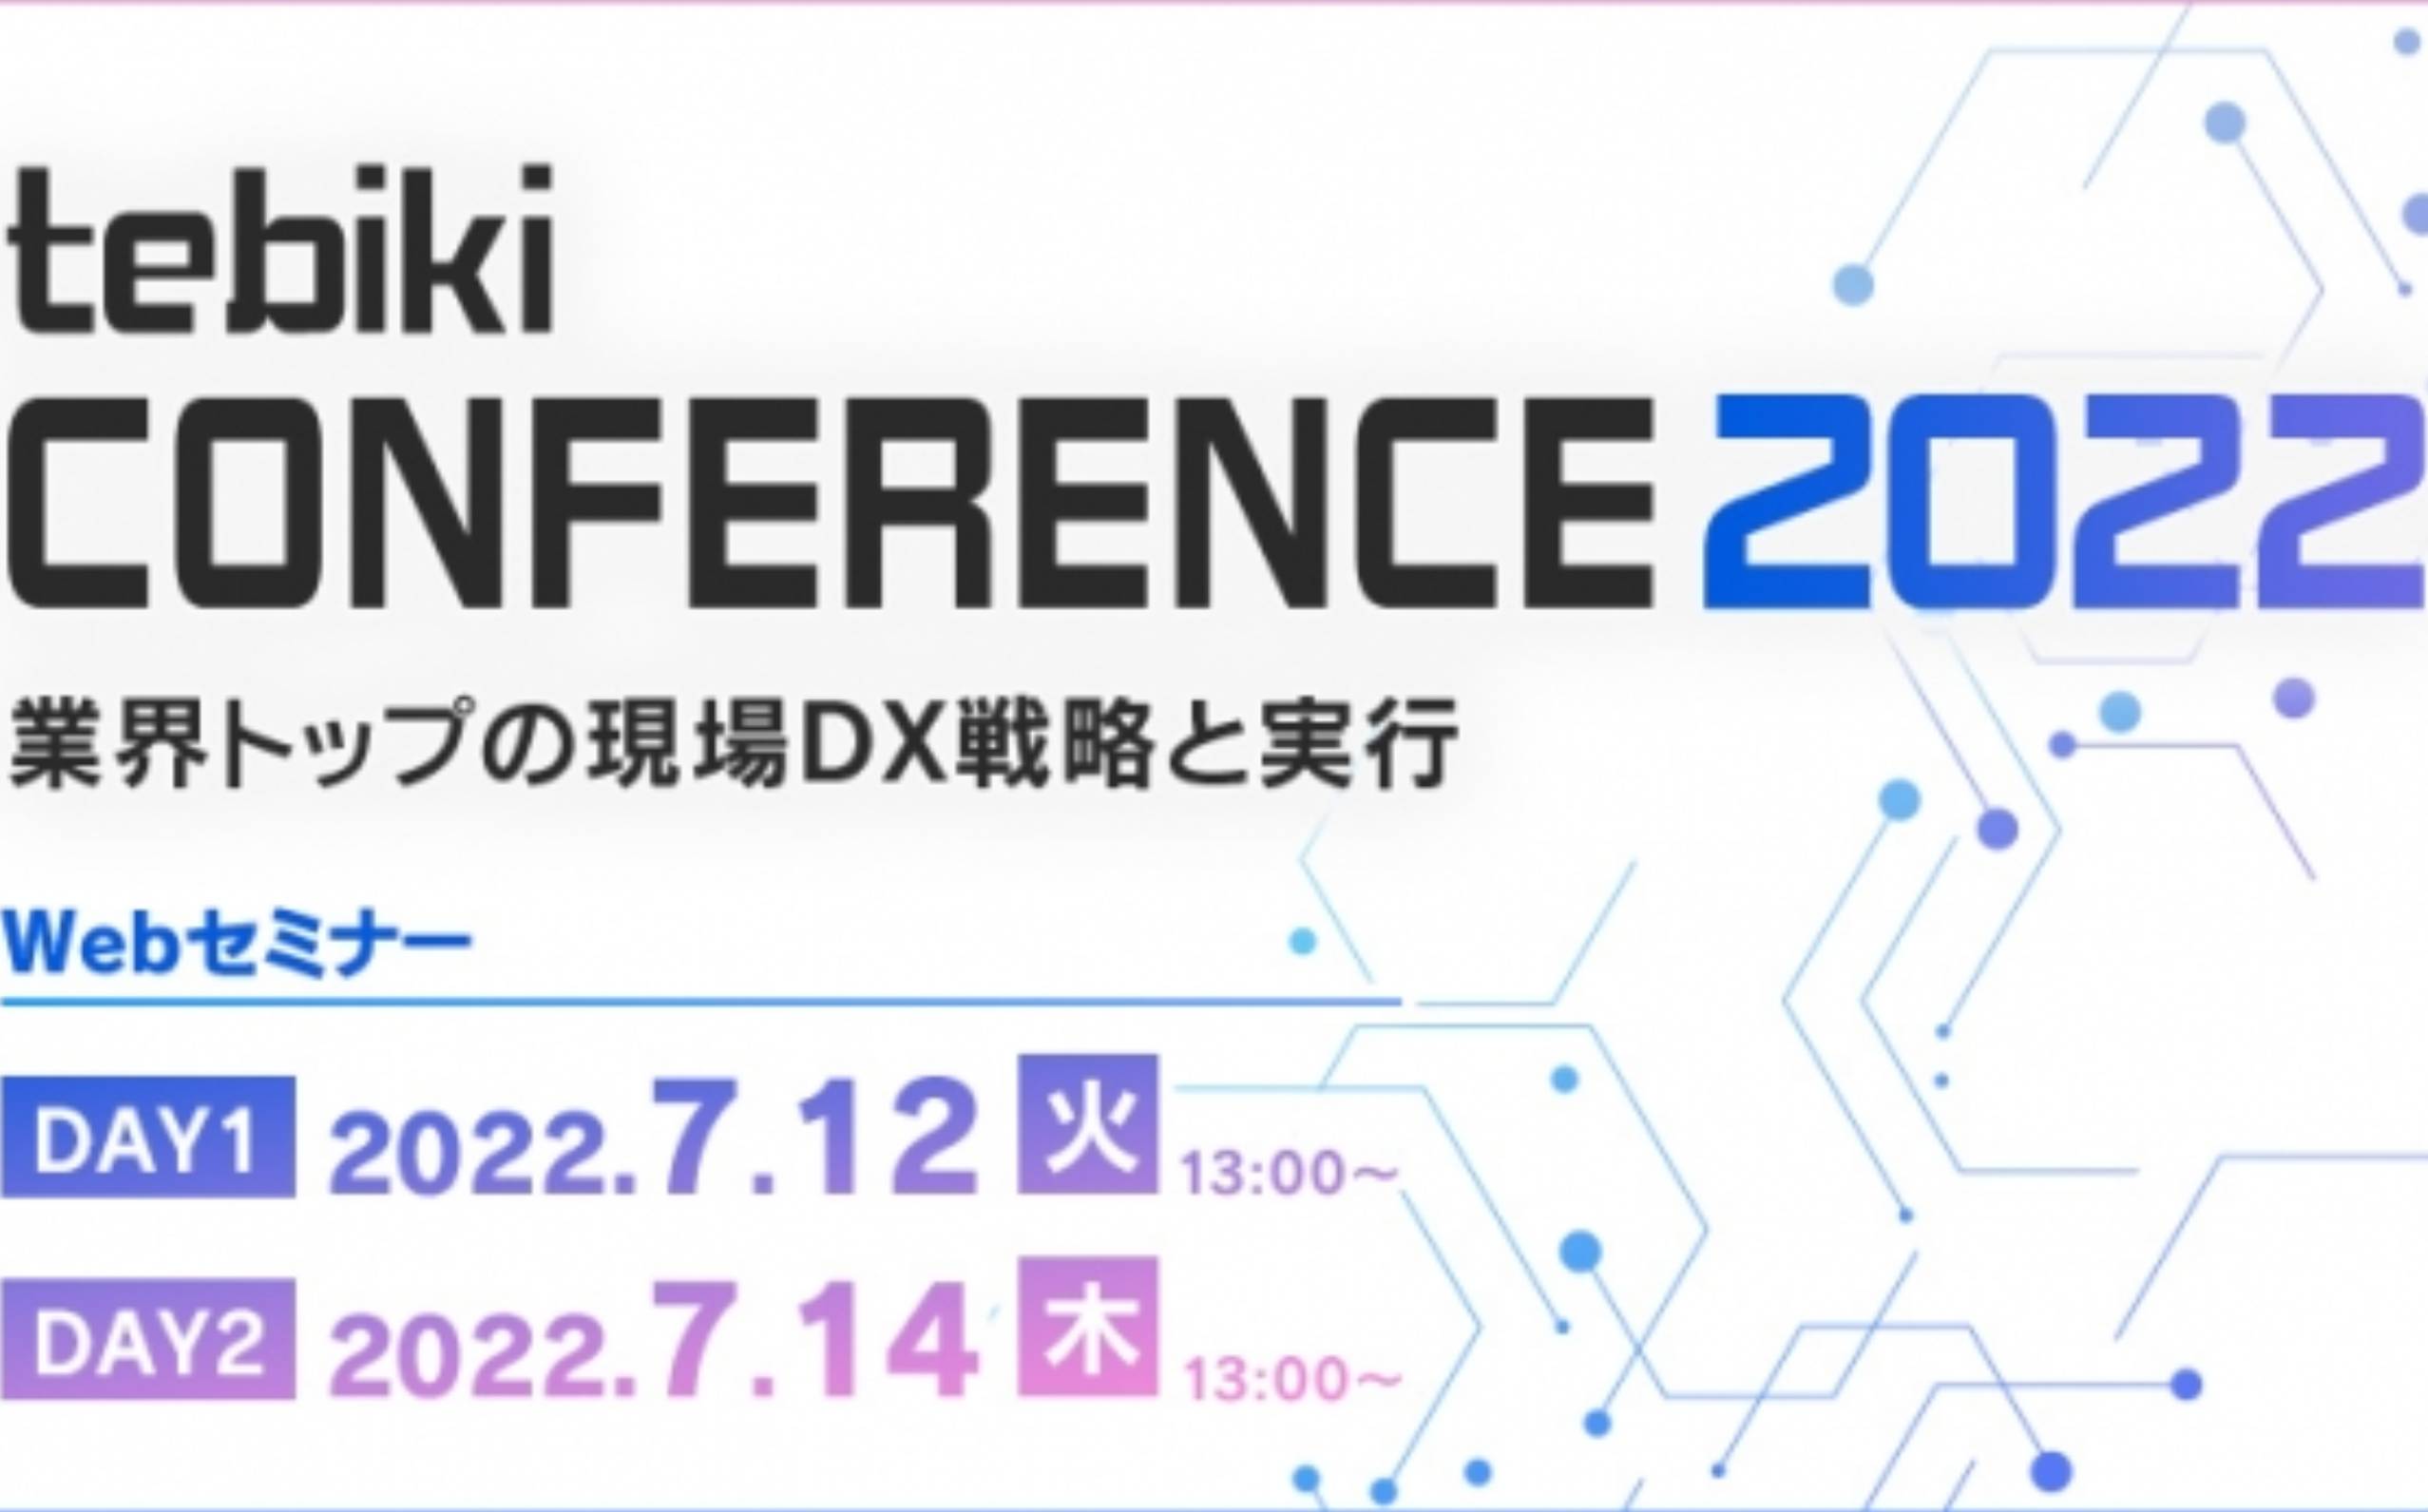 tebiki
CONFERENCE 2022
業界トップの現場DX戦略と実行
Webセミナー
DAY1 2022.7.12 火 13:00～
DAY2 2022.7.14 木 13:00～